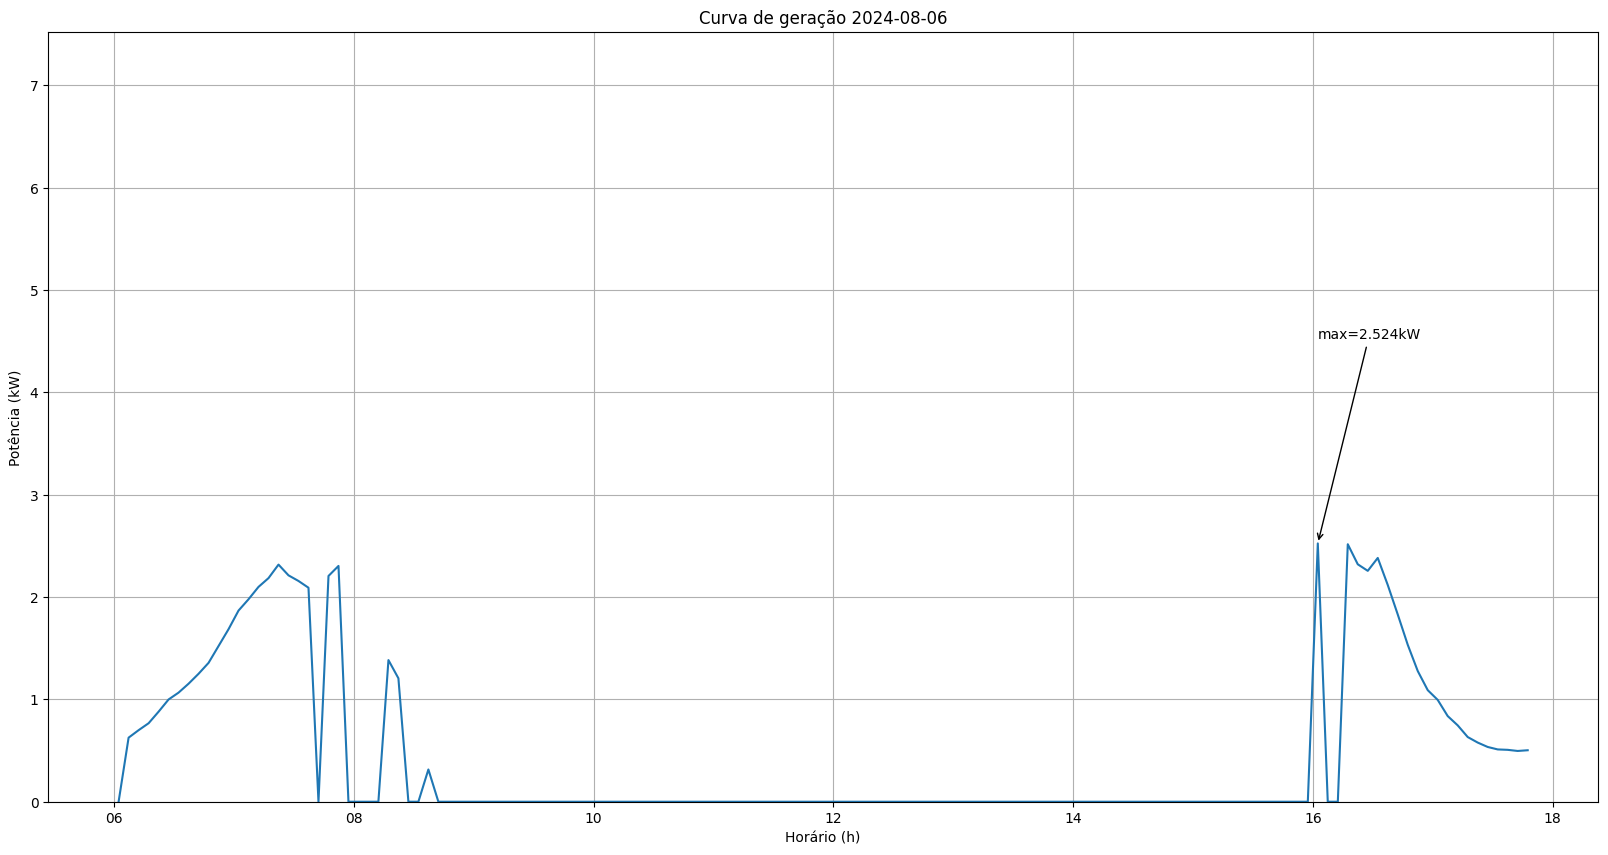 Curva de geração 2024-08-06
7
6
5
4
3
2
1
0
max=2.524kW
Potência (kW)
06 08 10 12 14 16 18
Horário (h)